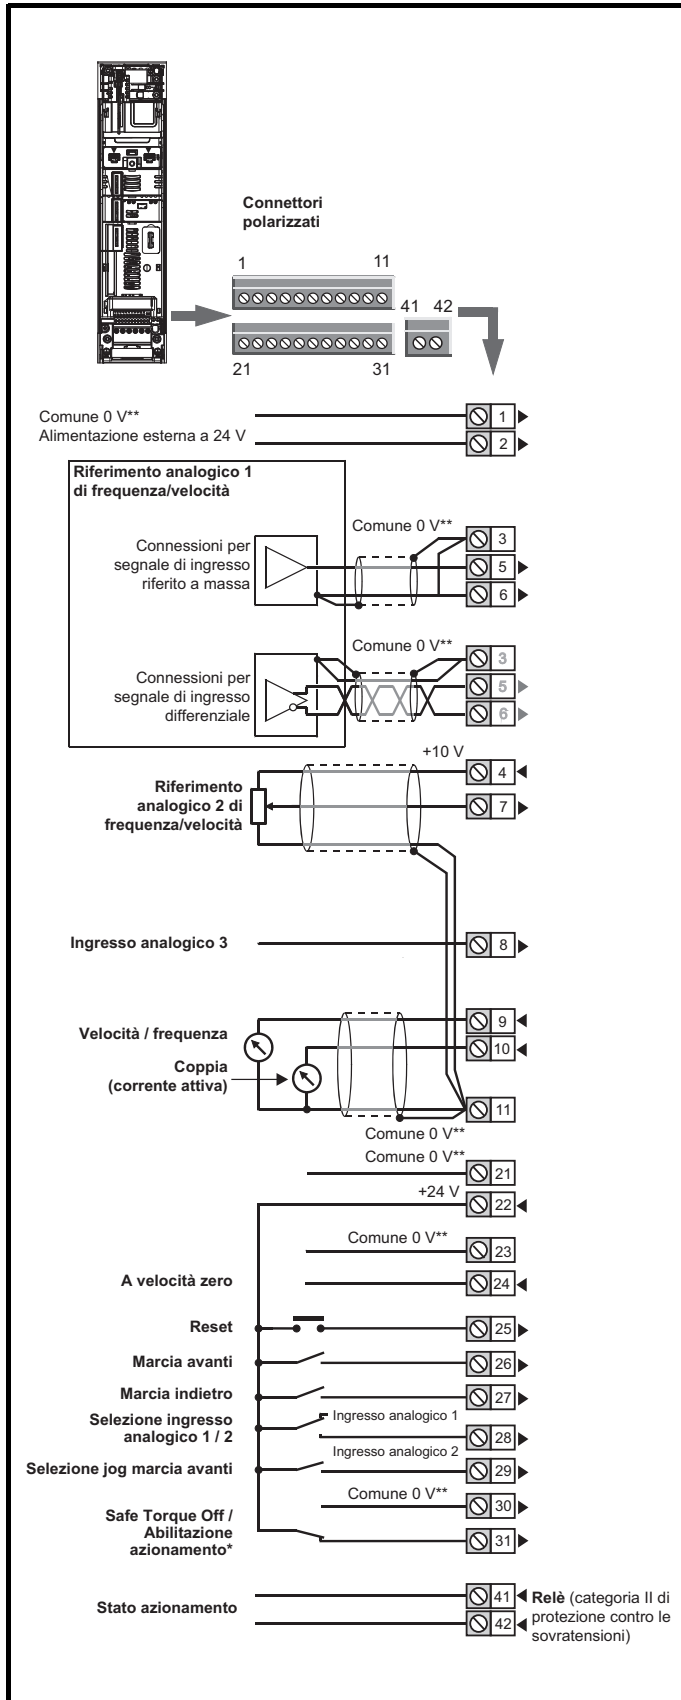 Connettori
polarizzati
1 11
41 42
21 31
Comune 0 V**
1
Alimentazione esterna a 24 V
2
Riferimento analogico 1
di frequenza/velocità
Comune 0 V**
3
Connessioni per
segnale di ingresso
riferito a massa
5
6
Comune 0 V**
3
Connessioni per
segnale di ingresso
differenziale
5
6
+10 V
4
Riferimento
analogico 2 di
frequenza/velocità
7
Ingresso analogico 3
8
9
Velocità / frequenza
10
Coppia
(corrente attiva)
11
Comune 0 V**
Comune 0 V**
21
+24 V
22
Comune 0 V**
23
A velocità zero
24
Reset
25
Marcia avanti
26
Marcia indietro
27
Selezione ingresso
analogico 1 / 2
Ingresso analogico 1
28
Ingresso analogico 2
Selezione jog marcia avanti
29
Comune 0 V**
30
Safe Torque Off /
Abilitazione
azionamento*
31
Stato azionamento
41
42
Relè (categoria II di
protezione contro le
sovratensioni)